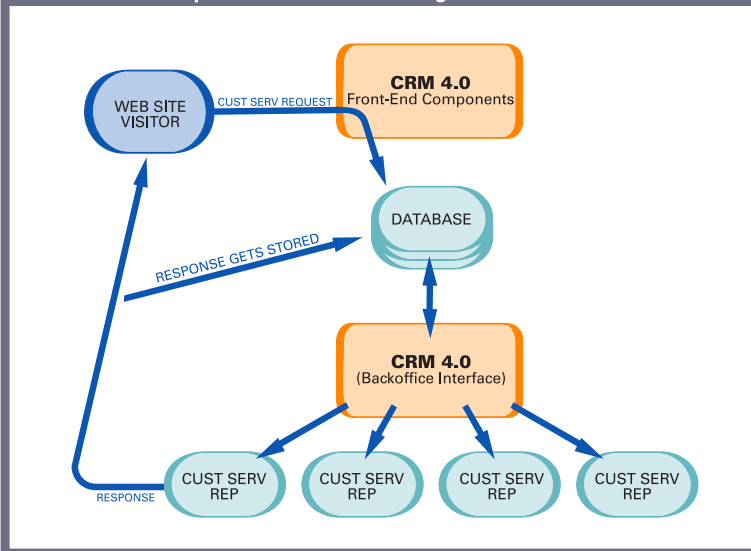 WEB SITE
VISITOR
CUST SERV REQUEST
CRM 4.0
Front-End Components
DATABASE
RESPONSE GETS STORED
CRM 4.0
(Backoffice Interface)
CUST SERV
REP
CUST SERV
REP
CUST SERV
REP
CUST SERV
REP
RESPONSE